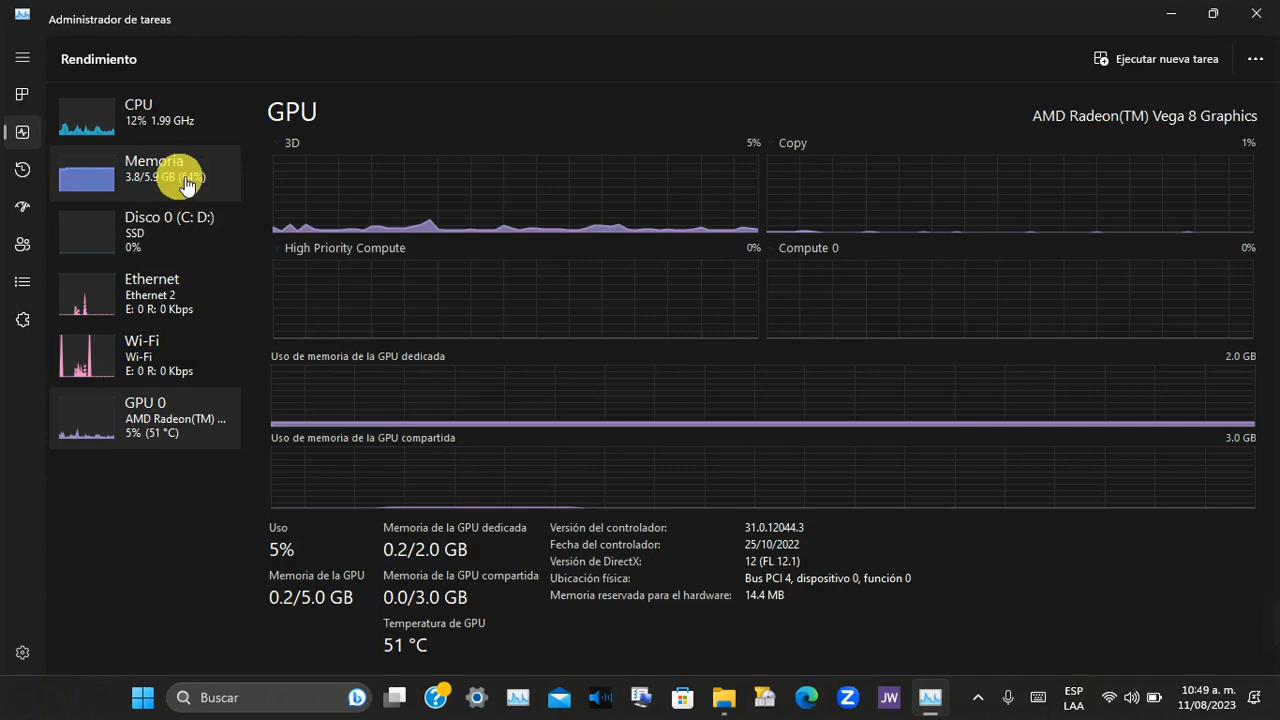 Administrador de tareas
Rendimiento
Ejecutar nueva tarea
CPU
12% 1.99 GHz
Memoria
3.8/5.9 GB (64%)
Disco 0 (C: D:)
SSD
0%
Ethernet
Ethernet 2
E: 0 R: 0 Kbps
Wi-Fi
Wi-Fi
E: 0 R: 0 Kbps
GPU 0
AMD Radeon(TM) ...
5% (51 °C)
GPU
AMD Radeon(TM) Vega 8 Graphics
3D 5%
Copy 1%
High Priority Compute 0%
Compute 0 0%
Uso de memoria de la GPU dedicada 2.0 GB
Uso de memoria de la GPU compartida 3.0 GB
Uso
5%
Memoria de la GPU dedicada
0.2/2.0 GB
Memoria de la GPU
0.2/5.0 GB
Memoria de la GPU compartida
0.0/3.0 GB
Temperatura de GPU
51 °C
Versión del controlador: 31.0.12044.3
Fecha del controlador: 25/10/2022
Versión de DirectX: 12 (FL 12.1)
Ubicación física: Bus PCI 4, dispositivo 0, función 0
Memoria reservada para el hardware: 14.4 MB
Buscar
JW
ESP
LAA
10:49 a. m.
11/08/2023